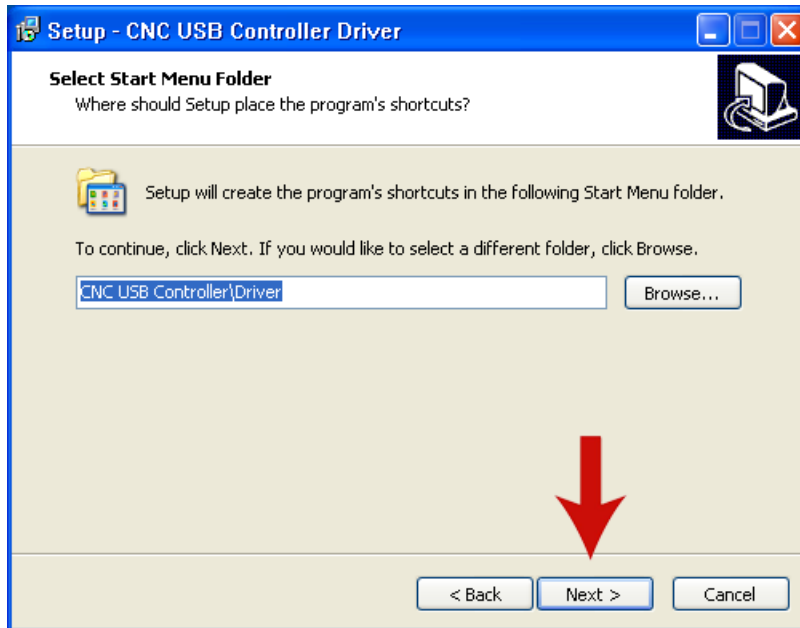 Setup - CNC USB Controller Driver
Select Start Menu Folder
Where should Setup place the program's shortcuts?
Setup will create the program's shortcuts in the following Start Menu folder.
To continue, click Next. If you would like to select a different folder, click Browse.
CNC USB Controller\Driver
Browse...
< Back
Next >
Cancel